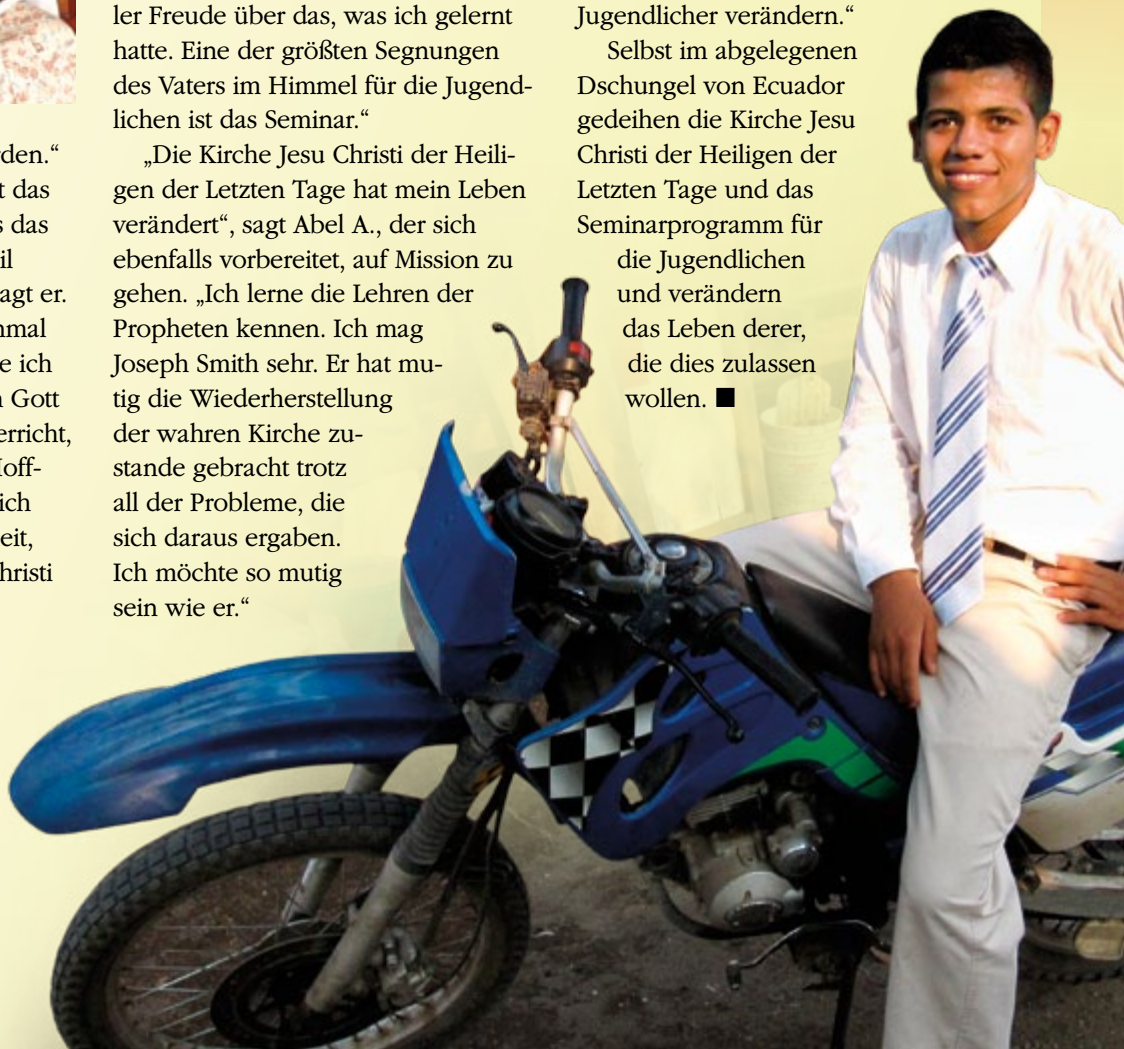 rden.“
t das
s das
il
agt er.
mal
e ich
Gott
erricht,
off-
ich
eit,
hristi
ler Freude über das, was ich gelernt
hatte. Eine der größten Segnungen
des Vaters im Himmel für die Jugend-
lichen ist das Seminar.“
„Die Kirche Jesu Christi der Heili-
gen der Letzten Tage hat mein Leben
verändert“, sagt Abel A., der sich
ebenfalls vorbereitet, auf Mission zu
gehen. „Ich lerne die Lehren der
Propheten kennen. Ich mag
Joseph Smith sehr. Er hat mu-
tig die Wiederherstellung
der wahren Kirche zu-
stande gebracht trotz
all der Probleme, die
sich daraus ergaben.
Ich möchte so mutig
sein wie er.“
Jugendlicher verändern.“
Selbst im abgelegenen
Dschungel von Ecuador
gedeihen die Kirche Jesu
Christi der Heiligen der
Letzten Tage und das
Seminarprogramm für
die Jugendlichen
und verändern
das Leben derer,
die dies zulassen
wollen. ■